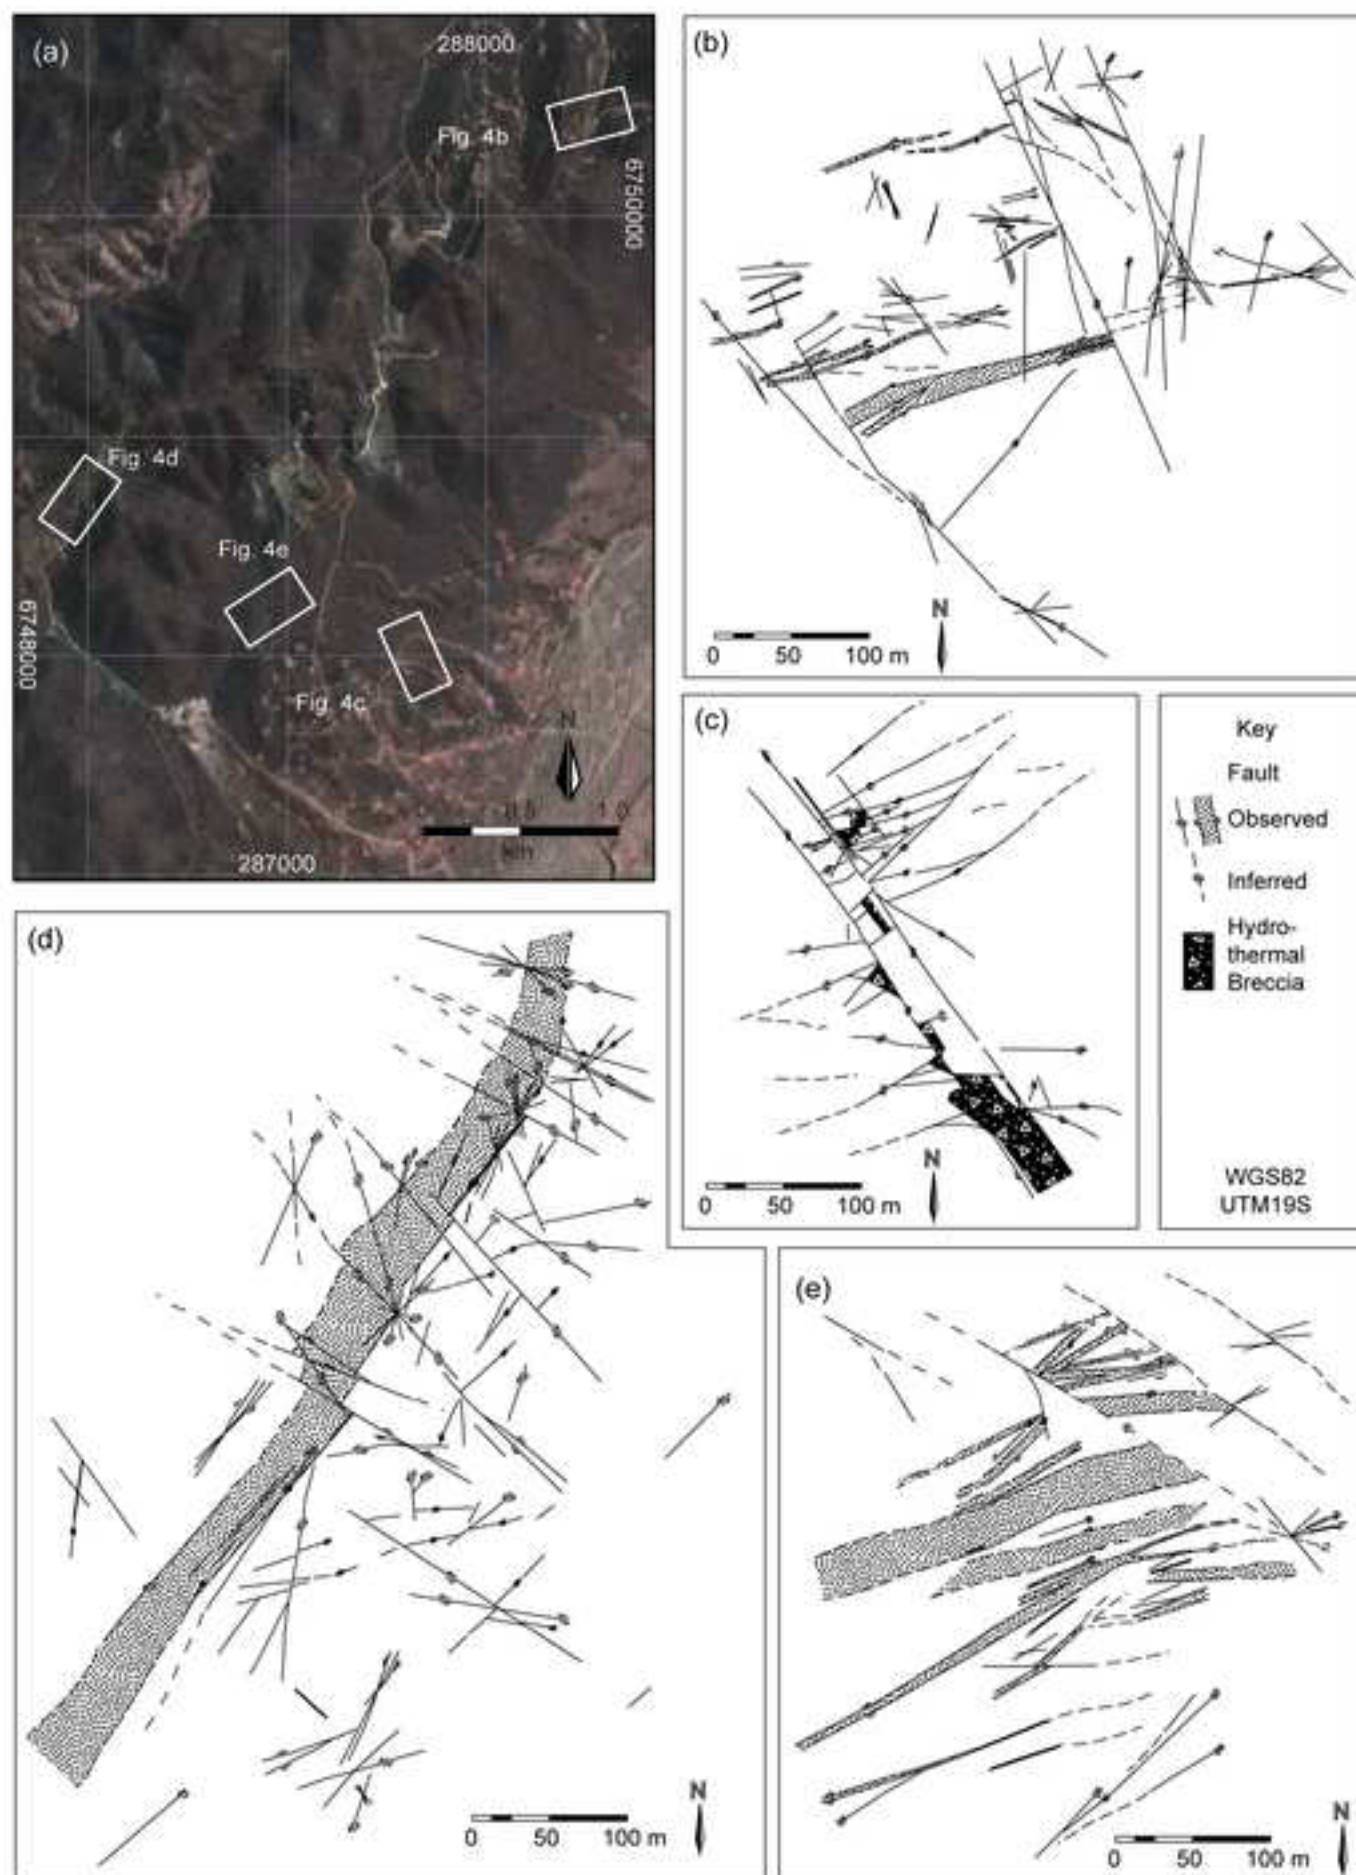 (a)
288000
Fig. 4b
6750000
Fig. 4d
Fig. 4e
6748000
Fig. 4c
N
0.5
1.0
km
287000
(b)
N
0 50 100 m
(c)
N
0 50 100 m
Key
Fault
Observed
Inferred
Hydro-
thermal
Breccia
WGS82
UTM19S
(d)
N
0 50 100 m
(e)
N
0 50 100 m